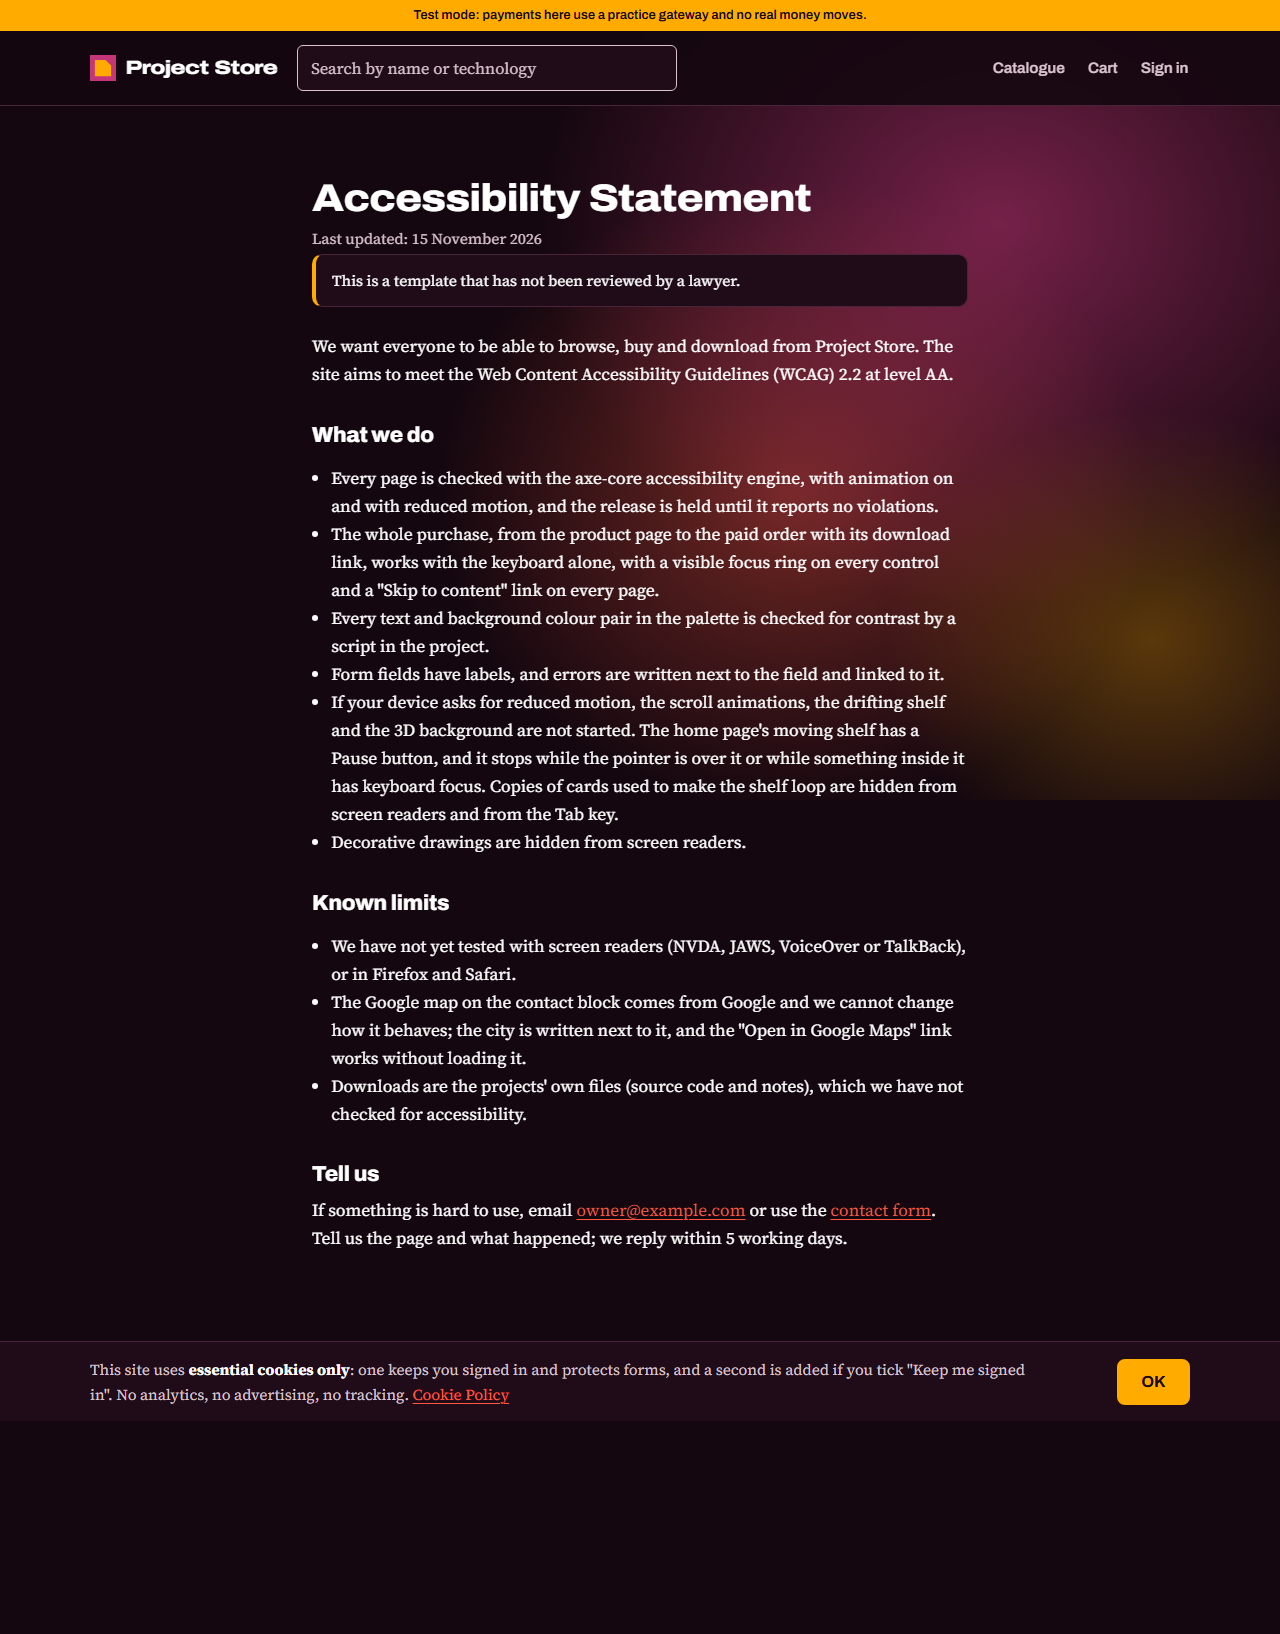 Test mode: payments here use a practice gateway and no real money moves.
Project Store
Search by name or technology
Catalogue
Cart
Sign in
Accessibility Statement
Last updated: 15 November 2026
This is a template that has not been reviewed by a lawyer.
We want everyone to be able to browse, buy and download from Project Store. The
site aims to meet the Web Content Accessibility Guidelines (WCAG) 2.2 at level AA.
What we do
• Every page is checked with the axe-core accessibility engine, with animation on
and with reduced motion, and the release is held until it reports no violations.
• The whole purchase, from the product page to the paid order with its download
link, works with the keyboard alone, with a visible focus ring on every control
and a "Skip to content" link on every page.
• Every text and background colour pair in the palette is checked for contrast by a
script in the project.
• Form fields have labels, and errors are written next to the field and linked to it.
• If your device asks for reduced motion, the scroll animations, the drifting shelf
and the 3D background are not started. The home page's moving shelf has a
Pause button, and it stops while the pointer is over it or while something inside it
has keyboard focus. Copies of cards used to make the shelf loop are hidden from
screen readers and from the Tab key.
• Decorative drawings are hidden from screen readers.
Known limits
• We have not yet tested with screen readers (NVDA, JAWS, VoiceOver or TalkBack),
or in Firefox and Safari.
• The Google map on the contact block comes from Google and we cannot change
how it behaves; the city is written next to it, and the "Open in Google Maps" link
works without loading it.
• Downloads are the projects' own files (source code and notes), which we have not
checked for accessibility.
Tell us
If something is hard to use, email owner@example.com or use the contact form.
Tell us the page and what happened; we reply within 5 working days.
This site uses essential cookies only: one keeps you signed in and protects forms, and a second is added if you tick "Keep me signed
in". No analytics, no advertising, no tracking. Cookie Policy
OK